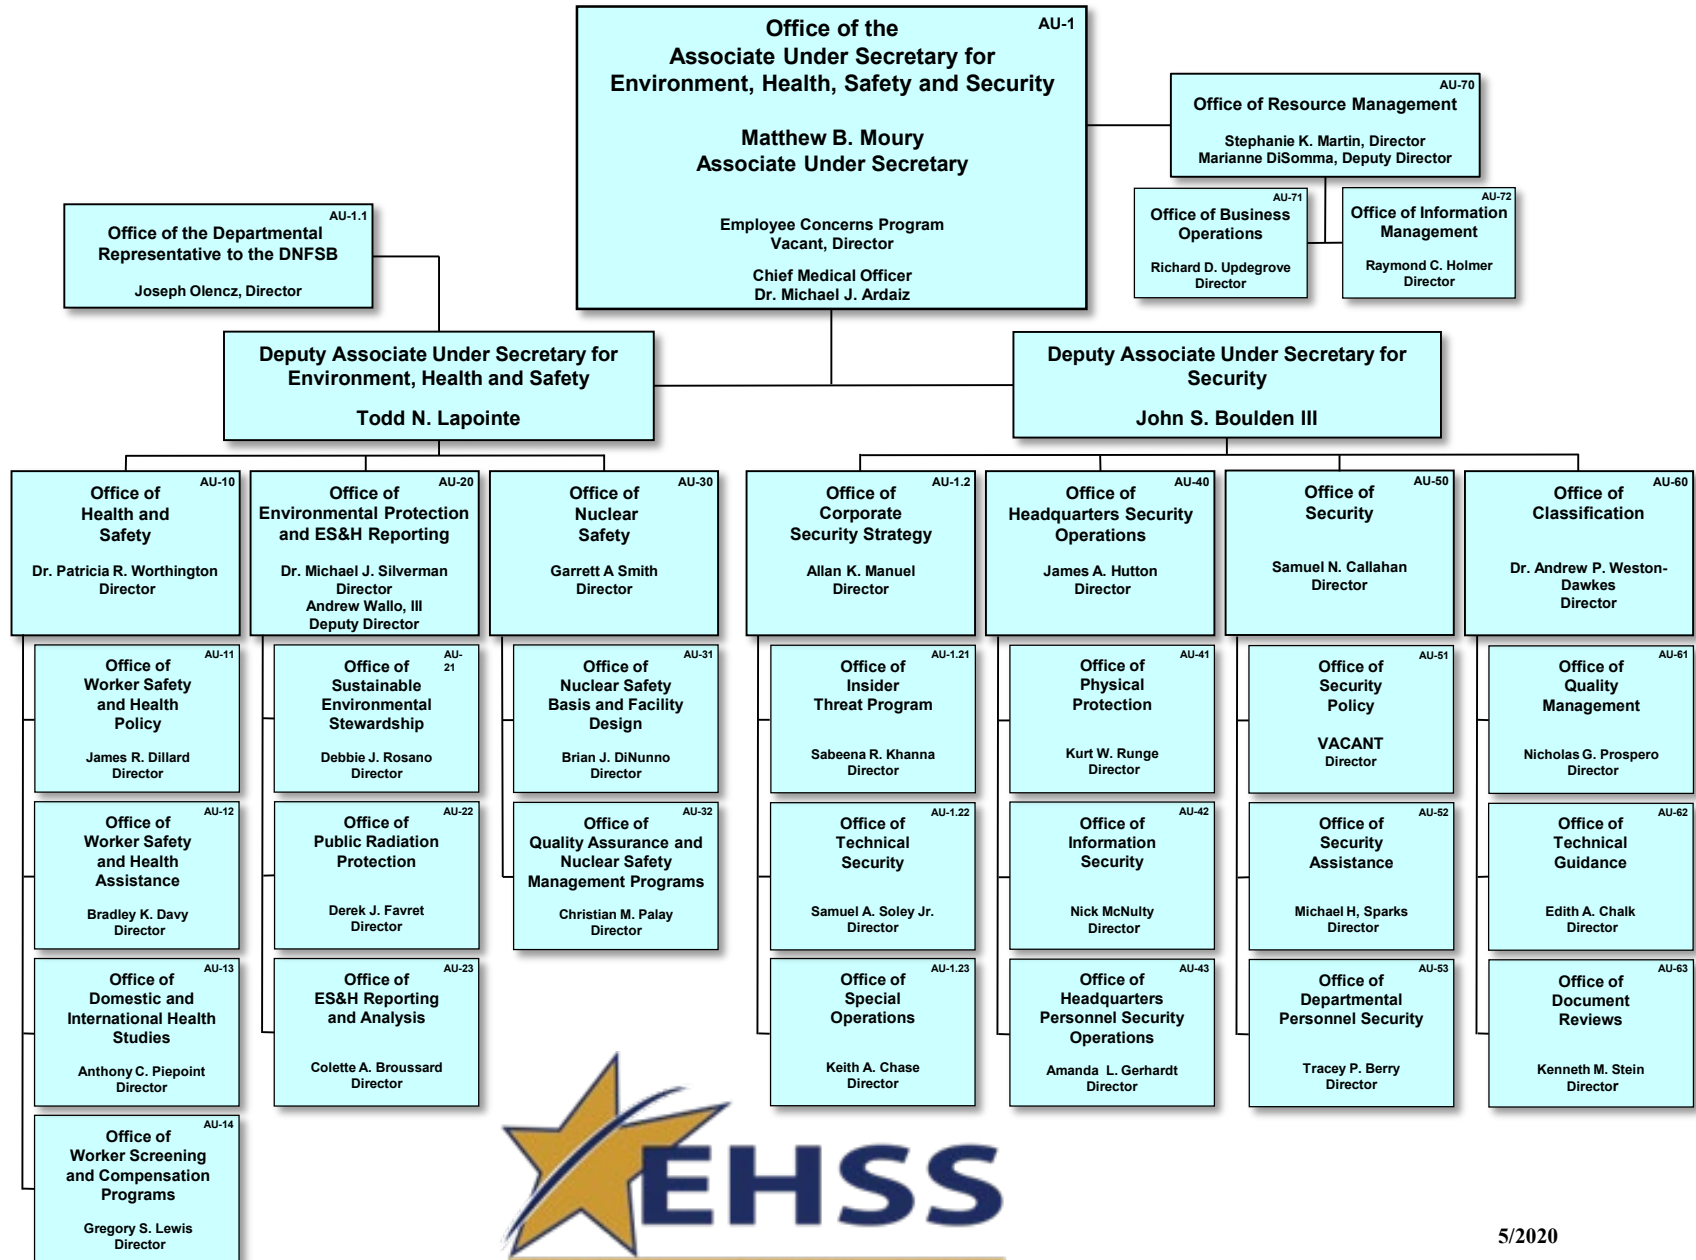 AU-1
Office of the
Associate Under Secretary for
Environment, Health, Safety and Security
Matthew B. Moury
Associate Under Secretary
Employee Concerns Program
Vacant, Director
Chief Medical Officer
Dr. Michael J. Ardaiz
AU-70
Office of Resource Management
Stephanie K. Martin, Director
Marianne DiSomma, Deputy Director
AU-71
Office of Business
Operations
Richard D. Updegrove
Director
AU-72
Office of Information
Management
Raymond C. Holmer
Director
AU-1.1
Office of the Departmental
Representative to the DNFSB
Joseph Olencz, Director
Deputy Associate Under Secretary for
Environment, Health and Safety
Todd N. Lapointe
Deputy Associate Under Secretary for
Security
John S. Boulden III
AU-10
Office of
Health and
Safety
Dr. Patricia R. Worthington
Director
AU-20
Office of
Environmental Protection
and ES&H Reporting
Dr. Michael J. Silverman
Director
Andrew Wallo, III
Deputy Director
AU-30
Office of
Nuclear
Safety
Garrett A Smith
Director
AU-1.2
Office of
Corporate
Security Strategy
Allan K. Manuel
Director
AU-40
Office of
Headquarters Security
Operations
James A. Hutton
Director
AU-50
Office of
Security
Samuel N. Callahan
Director
AU-60
Office of
Classification
Dr. Andrew P. Weston-
Dawkes
Director
AU-11
Office of
Worker Safety
and Health
Policy
James R. Dillard
Director
AU-
21
Office of
Sustainable
Environmental
Stewardship
Debbie J. Rosano
Director
AU-31
Office of
Nuclear Safety
Basis and Facility
Design
Brian J. DiNunno
Director
AU-1.21
Office of
Insider
Threat Program
Sabeena R. Khanna
Director
AU-41
Office of
Physical
Protection
Kurt W. Runge
Director
AU-51
Office of
Security
Policy
VACANT
Director
AU-61
Office of
Quality
Management
Nicholas G. Prospero
Director
AU-12
Office of
Worker Safety
and Health
Assistance
Bradley K. Davy
Director
AU-22
Office of
Public Radiation
Protection
Derek J. Favret
Director
AU-32
Office of
Quality Assurance and
Nuclear Safety
Management Programs
Christian M. Palay
Director
AU-1.22
Office of
Technical
Security
Samuel A. Soley Jr.
Director
AU-42
Office of
Information
Security
Nick McNulty
Director
AU-52
Office of
Security
Assistance
Michael H, Sparks
Director
AU-62
Office of
Technical
Guidance
Edith A. Chalk
Director
AU-13
Office of
Domestic and
International Health
Studies
Anthony C. Piepoint
Director
AU-23
Office of
ES&H Reporting
and Analysis
Colette A. Broussard
Director
AU-1.23
Office of
Special
Operations
Keith A. Chase
Director
AU-43
Office of
Headquarters
Personnel Security
Operations
Amanda L. Gerhardt
Director
AU-53
Office of
Departmental
Personnel Security
Tracey P. Berry
Director
AU-63
Office of
Document
Reviews
Kenneth M. Stein
Director
AU-14
Office of
Worker Screening
and Compensation
Programs
Gregory S. Lewis
Director
EHSS
5/2020